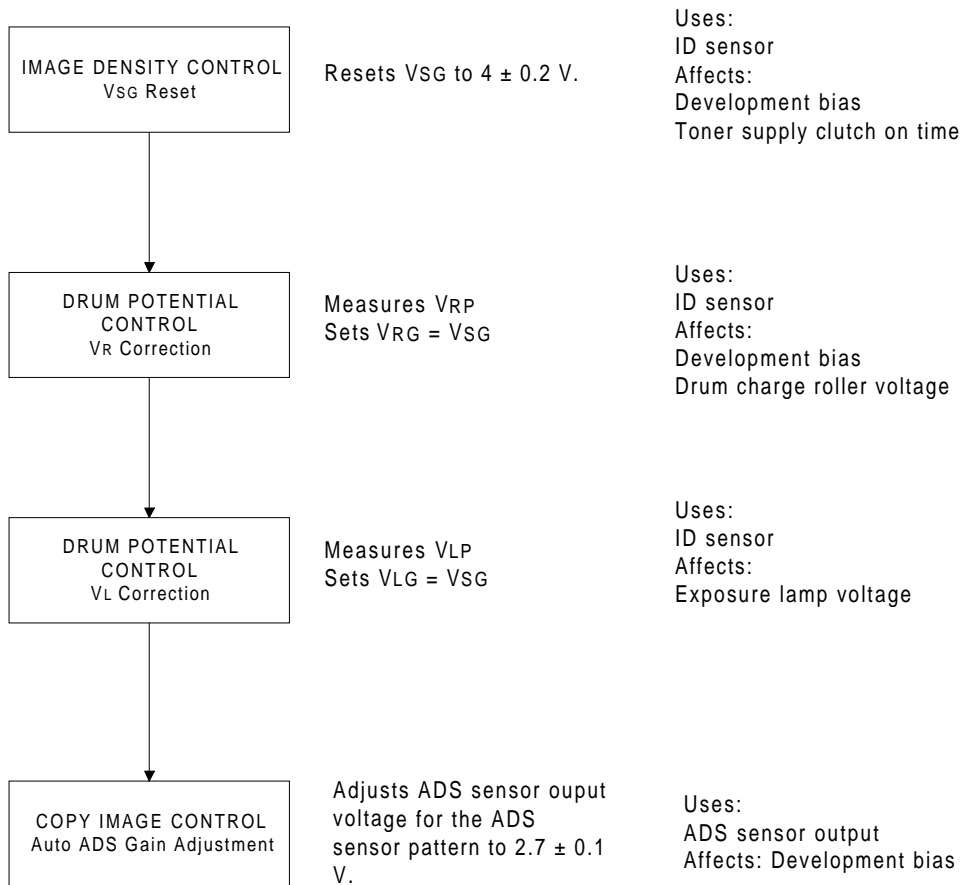 IMAGE DENSITY CONTROL
VSG Reset
Resets VSG to 4 ± 0.2 V.
Uses:
ID sensor
Affects:
Development bias
Toner supply clutch on time
DRUM POTENTIAL
CONTROL
VR Correction
Measures VRP
Sets VRG = VSG
Uses:
ID sensor
Affects:
Development bias
Drum charge roller voltage
DRUM POTENTIAL
CONTROL
VL Correction
Measures VLP
Sets VLG = VSG
Uses:
ID sensor
Affects:
Exposure lamp voltage
COPY IMAGE CONTROL
Auto ADS Gain Adjustment
Adjusts ADS sensor ouput
voltage for the ADS
sensor pattern to 2.7 ± 0.1
V.
Uses:
ADS sensor output
Affects: Development bias